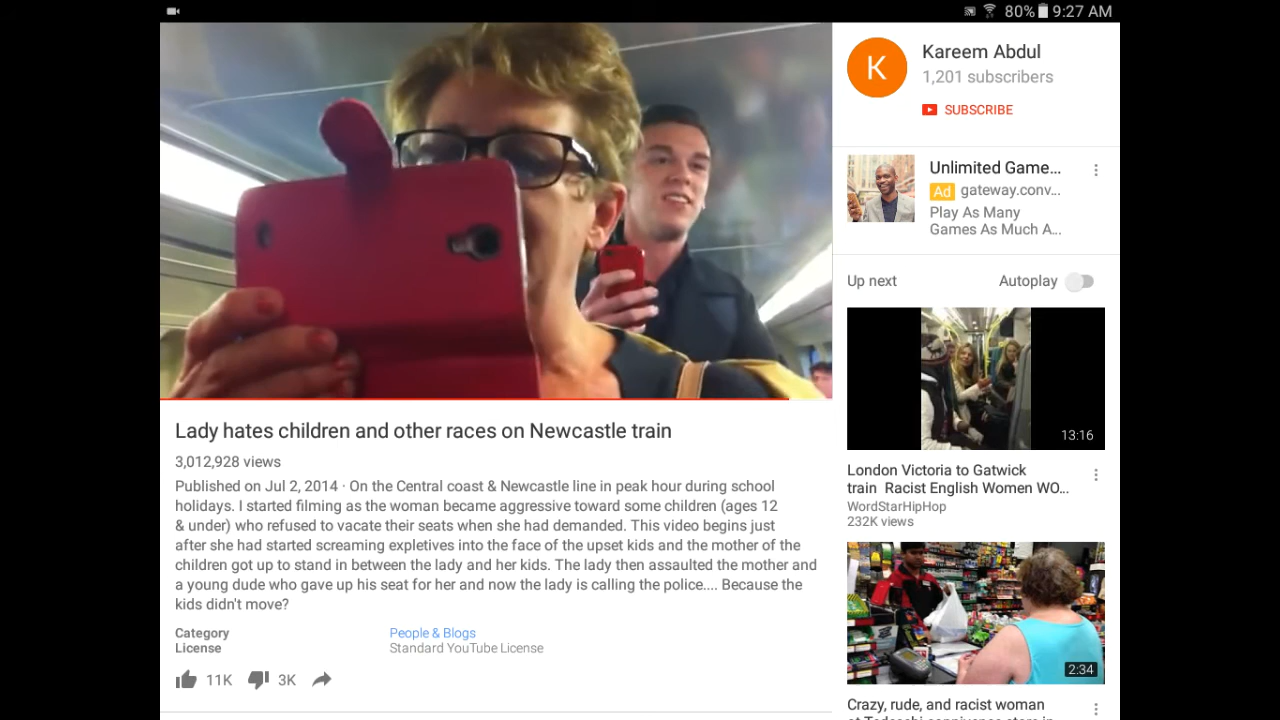 80% 9:27 AM
Lady hates children and other races on Newcastle train
3,012,928 views
Published on Jul 2, 2014 · On the Central coast & Newcastle line in peak hour during school
holidays. I started filming as the woman became aggressive toward some children (ages 12
& under) who refused to vacate their seats when she had demanded. This video begins just
after she had started screaming expletives into the face of the upset kids and the mother of the
children got up to stand in between the lady and her kids. The lady then assaulted the mother and
a young dude who gave up his seat for her and now the lady is calling the police.... Because the
kids didn't move?
Category People & Blogs
License Standard YouTube License
11K 3K
K
Kareem Abdul
1,201 subscribers
SUBSCRIBE
Unlimited Game...
Ad gateway.conv...
Play As Many
Games As Much A...
Up next Autoplay
13:16
London Victoria to Gatwick
train Racist English Women WO...
WordStarHipHop
232K views
2:34
Crazy, rude, and racist woman